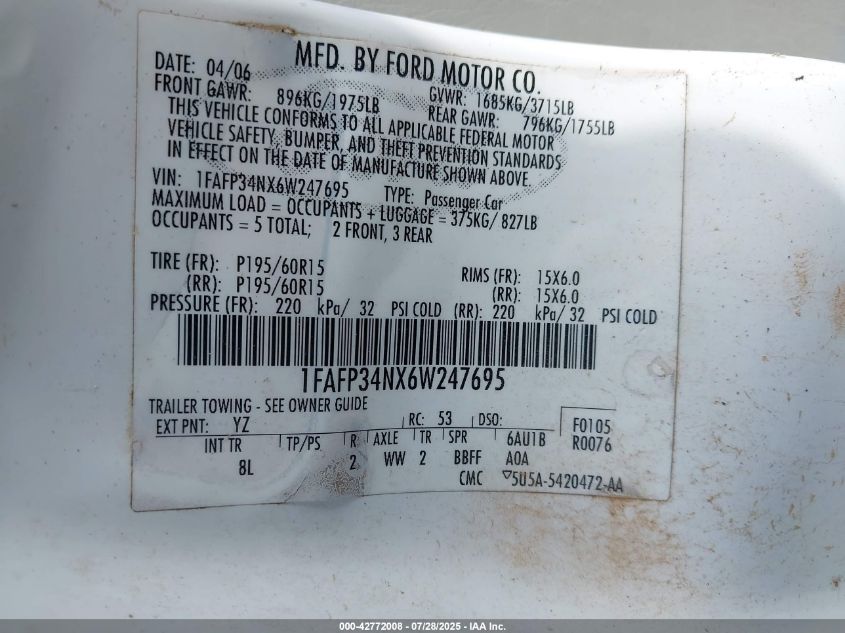 MFD. BY FORD MOTOR CO.
DATE: 04/06 GVWR: 1685KG/3715LB
FRONT GAWR: 896KG/1975LB REAR GAWR: 796KG/1755LB
THIS VEHICLE CONFORMS TO ALL APPLICABLE FEDERAL MOTOR
VEHICLE SAFETY, BUMPER, AND THEFT PREVENTION STANDARDS
IN EFFECT ON THE DATE OF MANUFACTURE SHOWN ABOVE.
VIN: 1FAFP34NX6W247695 TYPE: Passenger Car
MAXIMUM LOAD = OCCUPANTS + LUGGAGE = 375KG/ 827LB
OCCUPANTS = 5 TOTAL; 2 FRONT, 3 REAR
TIRE (FR): P195/60R15 RIMS (FR): 15X6.0
(RR): P195/60R15 (RR): 15X6.0
PRESSURE (FR): 220 kPa/ 32 PSI COLD (RR): 220 kPa/ 32 PSI COLD
1FAFP34NX6W247695
TRAILER TOWING - SEE OWNER GUIDE
EXT PNT: YZ RC: 53 DSO: F0105
INT TR TP/PS R AXLE TR SPR 6AU1B R0076
8L 2 WW 2 BBFF A0A
CMC 5U5A-5420472-AA
000-42772008 - 07/28/2025 - IAA Inc.